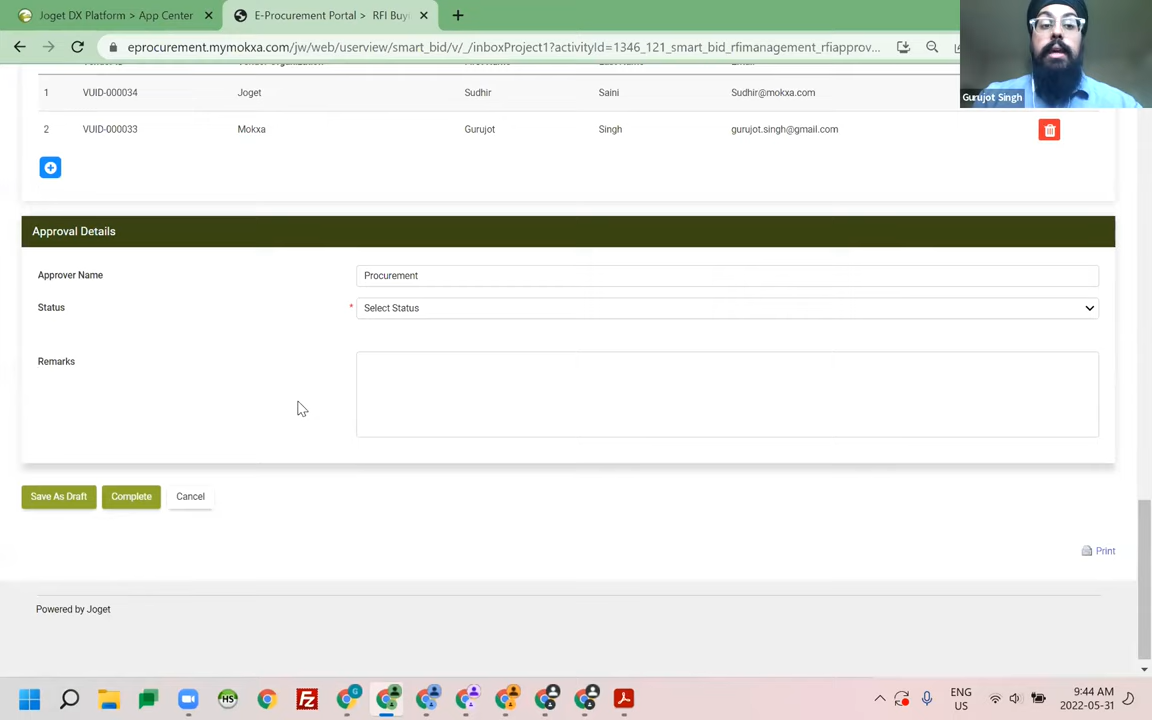 Joget DX Platform > App Center
E-Procurement Portal > RFI Buy
eprocurement.mymokxa.com/jw/web/userview/smart_bid/v/_/inboxProject1?activityId=1346_121_smart_bid_rfimanagement_rfiapprov...
Gurujot Singh
1 VUID-000034 Joget Sudhir Saini Sudhir@mokxa.com
2 VUID-000033 Mokxa Gurujot Singh gurujot.singh@gmail.com
Approval Details
Approver Name Procurement
Status * Select Status
Remarks
Save As Draft Complete Cancel
Print
Powered by Joget
HS
G
ENG
US
9:44 AM
2022-05-31